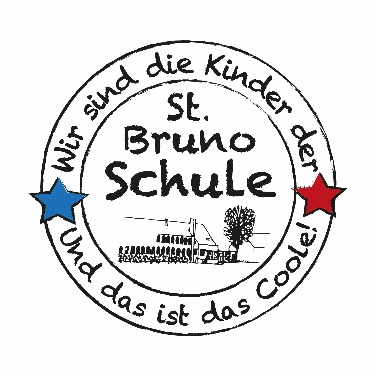 Wir sind die Kinder der
St.
Bruno
Schule
Und das ist das Coole!